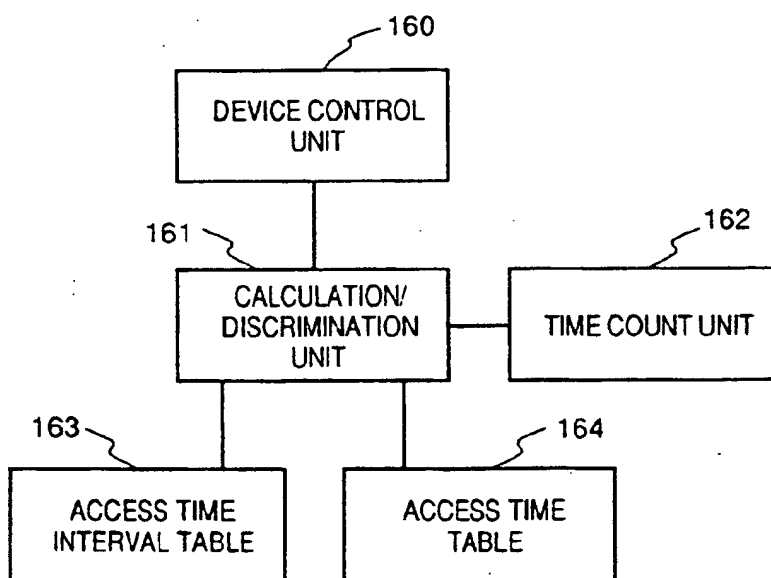 160
DEVICE CONTROL
UNIT
161
162
CALCULATION/
DISCRIMINATION
UNIT
TIME COUNT UNIT
163
164
ACCESS TIME
INTERVAL TABLE
ACCESS TIME
TABLE